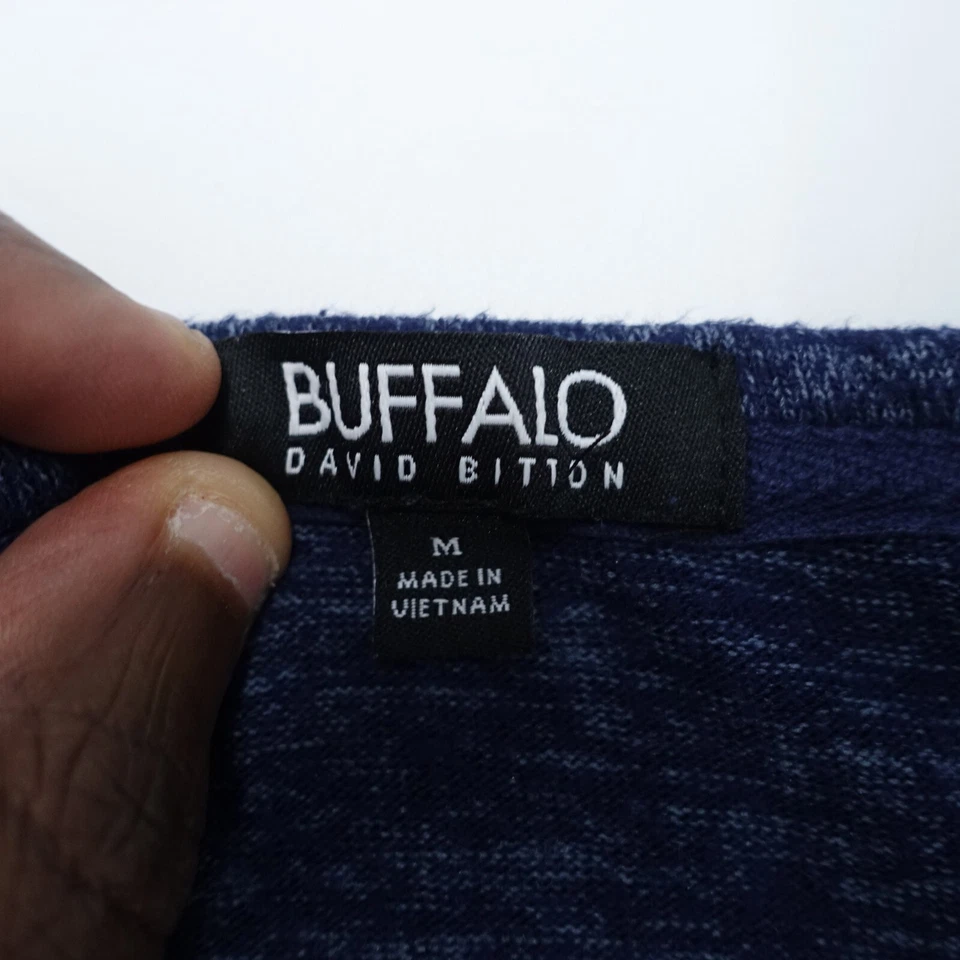 BUFFALO
DAVID BITTON
M
MADE IN
VIETNAM